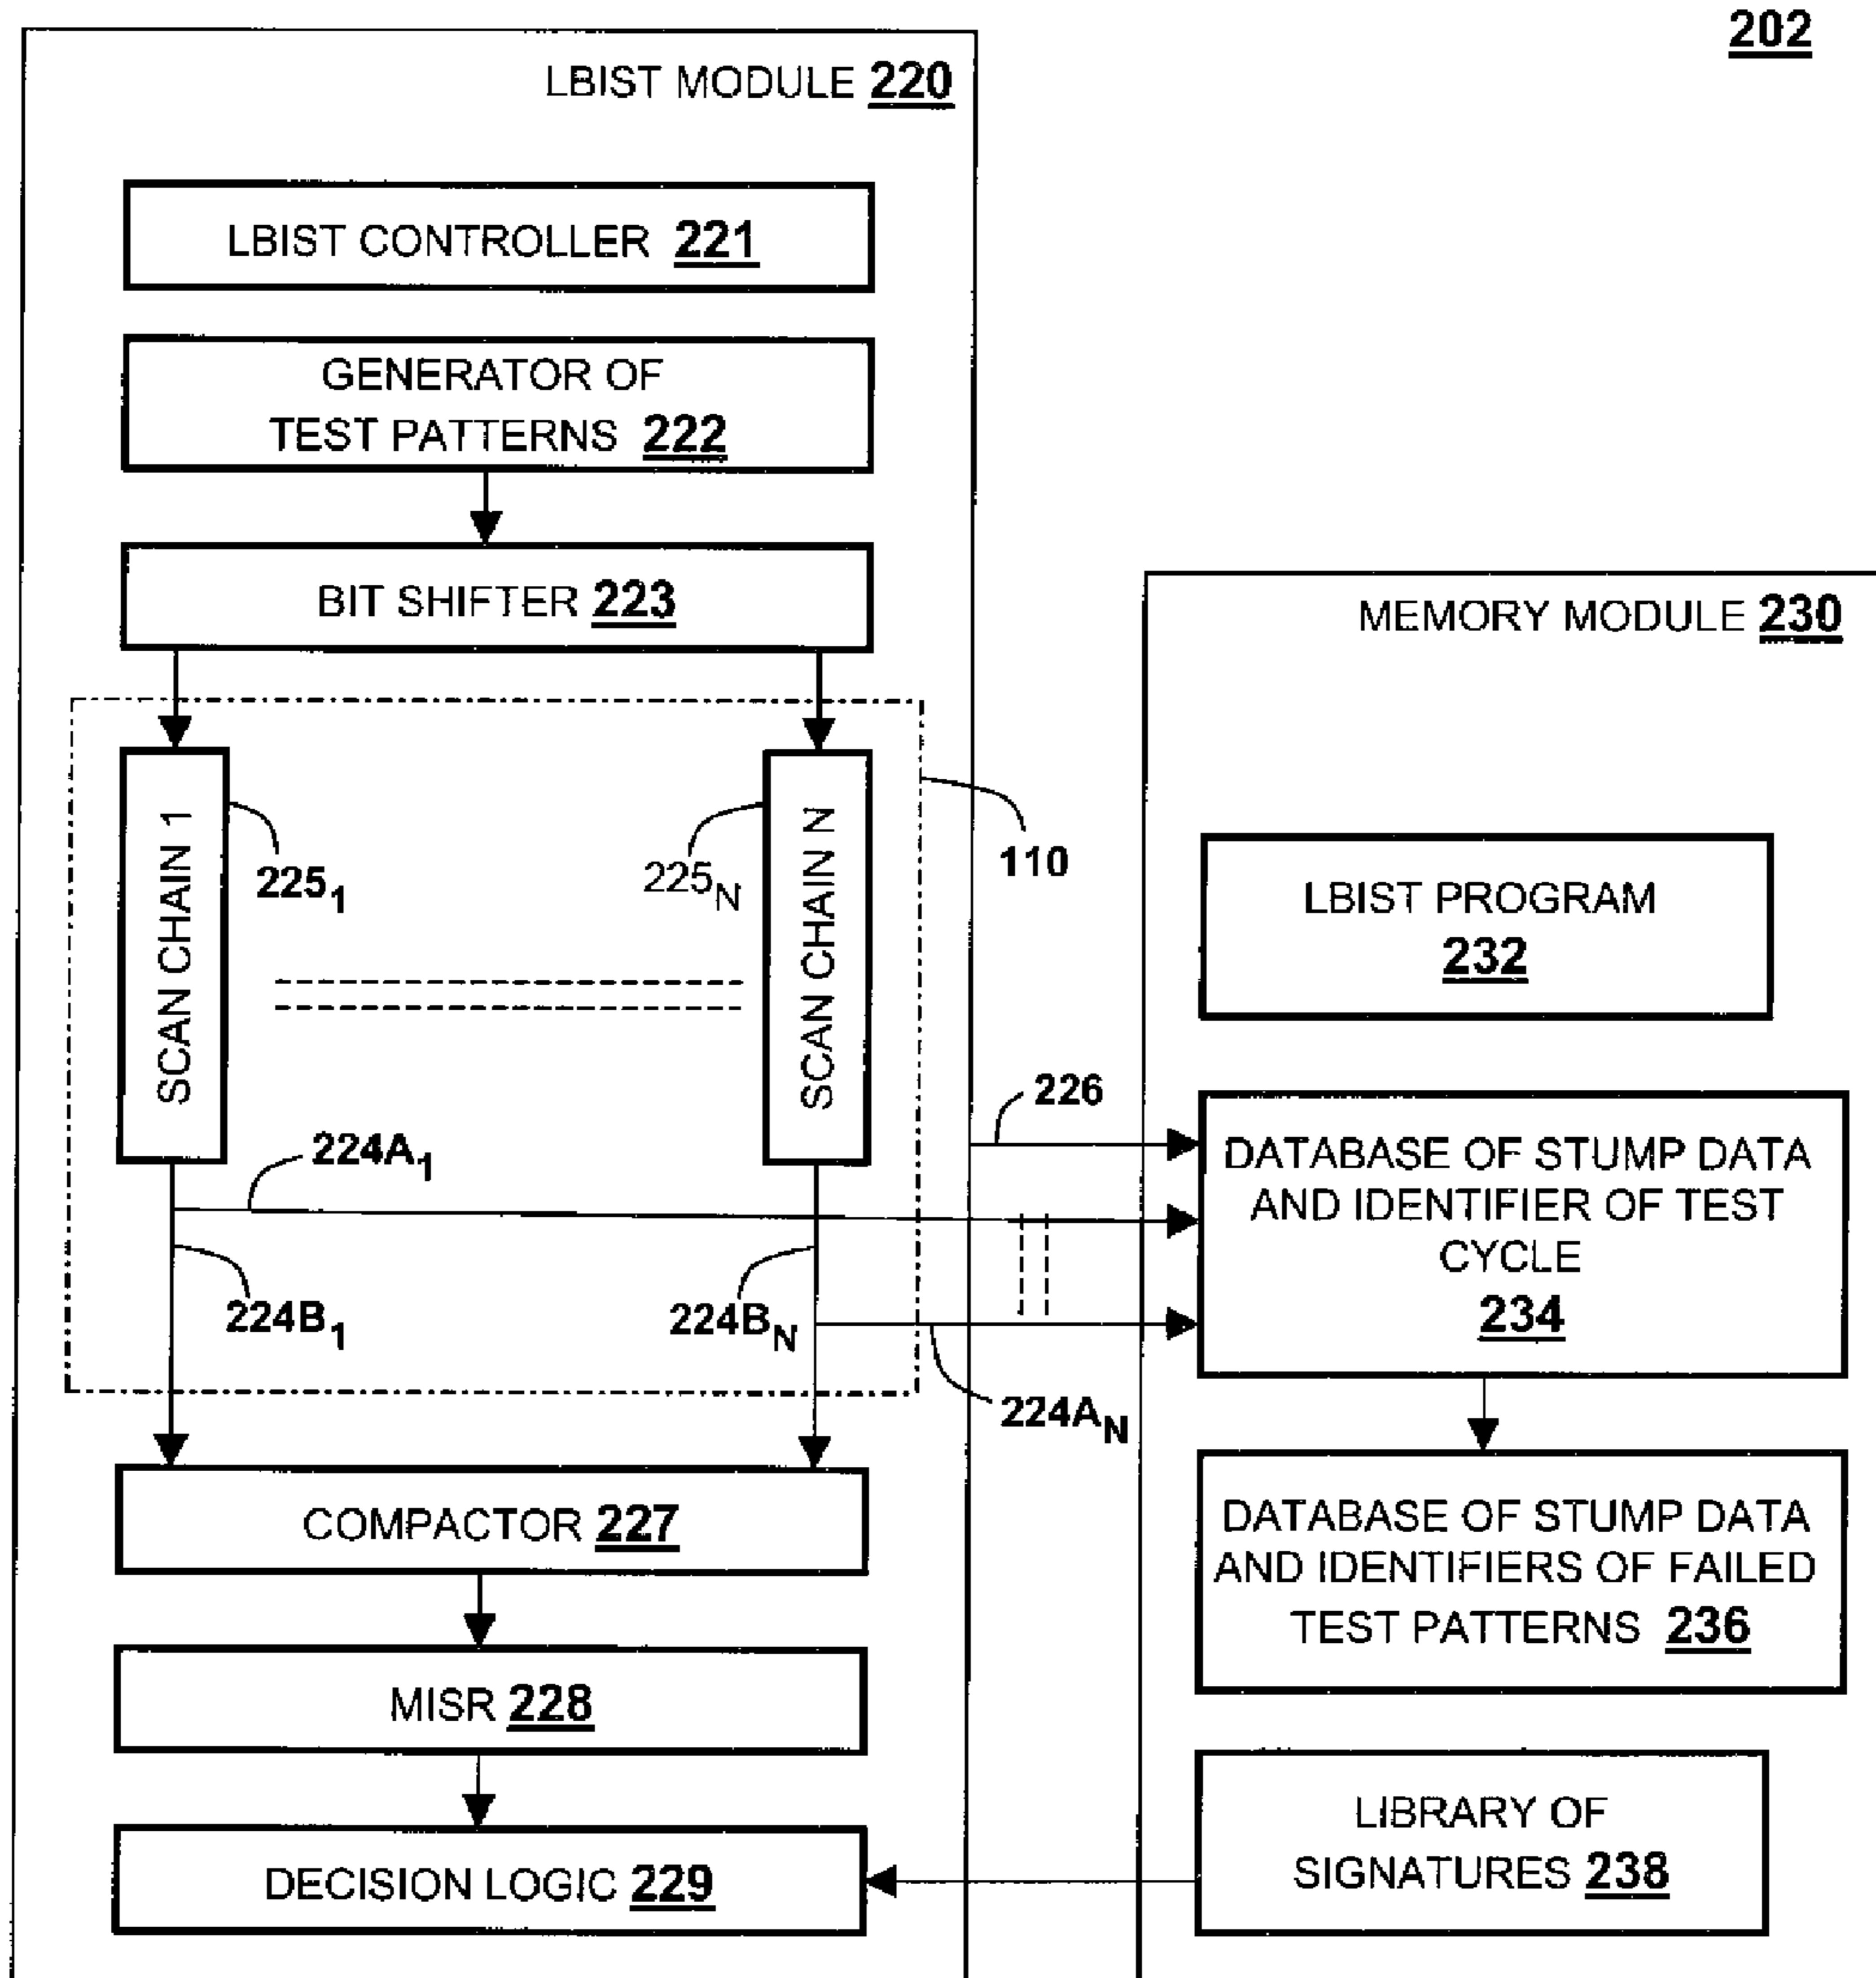 202
LBIST MODULE 220
LBIST CONTROLLER 221
GENERATOR OF
TEST PATTERNS 222
BIT SHIFTER 223
SCAN CHAIN 1
225₁
SCAN CHAIN N
225N
110
224A₁
224B₁
224BN
224AN
226
COMPACTOR 227
MISR 228
DECISION LOGIC 229
MEMORY MODULE 230
LBIST PROGRAM
232
DATABASE OF STUMP DATA
AND IDENTIFIER OF TEST
CYCLE
234
DATABASE OF STUMP DATA
AND IDENTIFIERS OF FAILED
TEST PATTERNS 236
LIBRARY OF
SIGNATURES 238